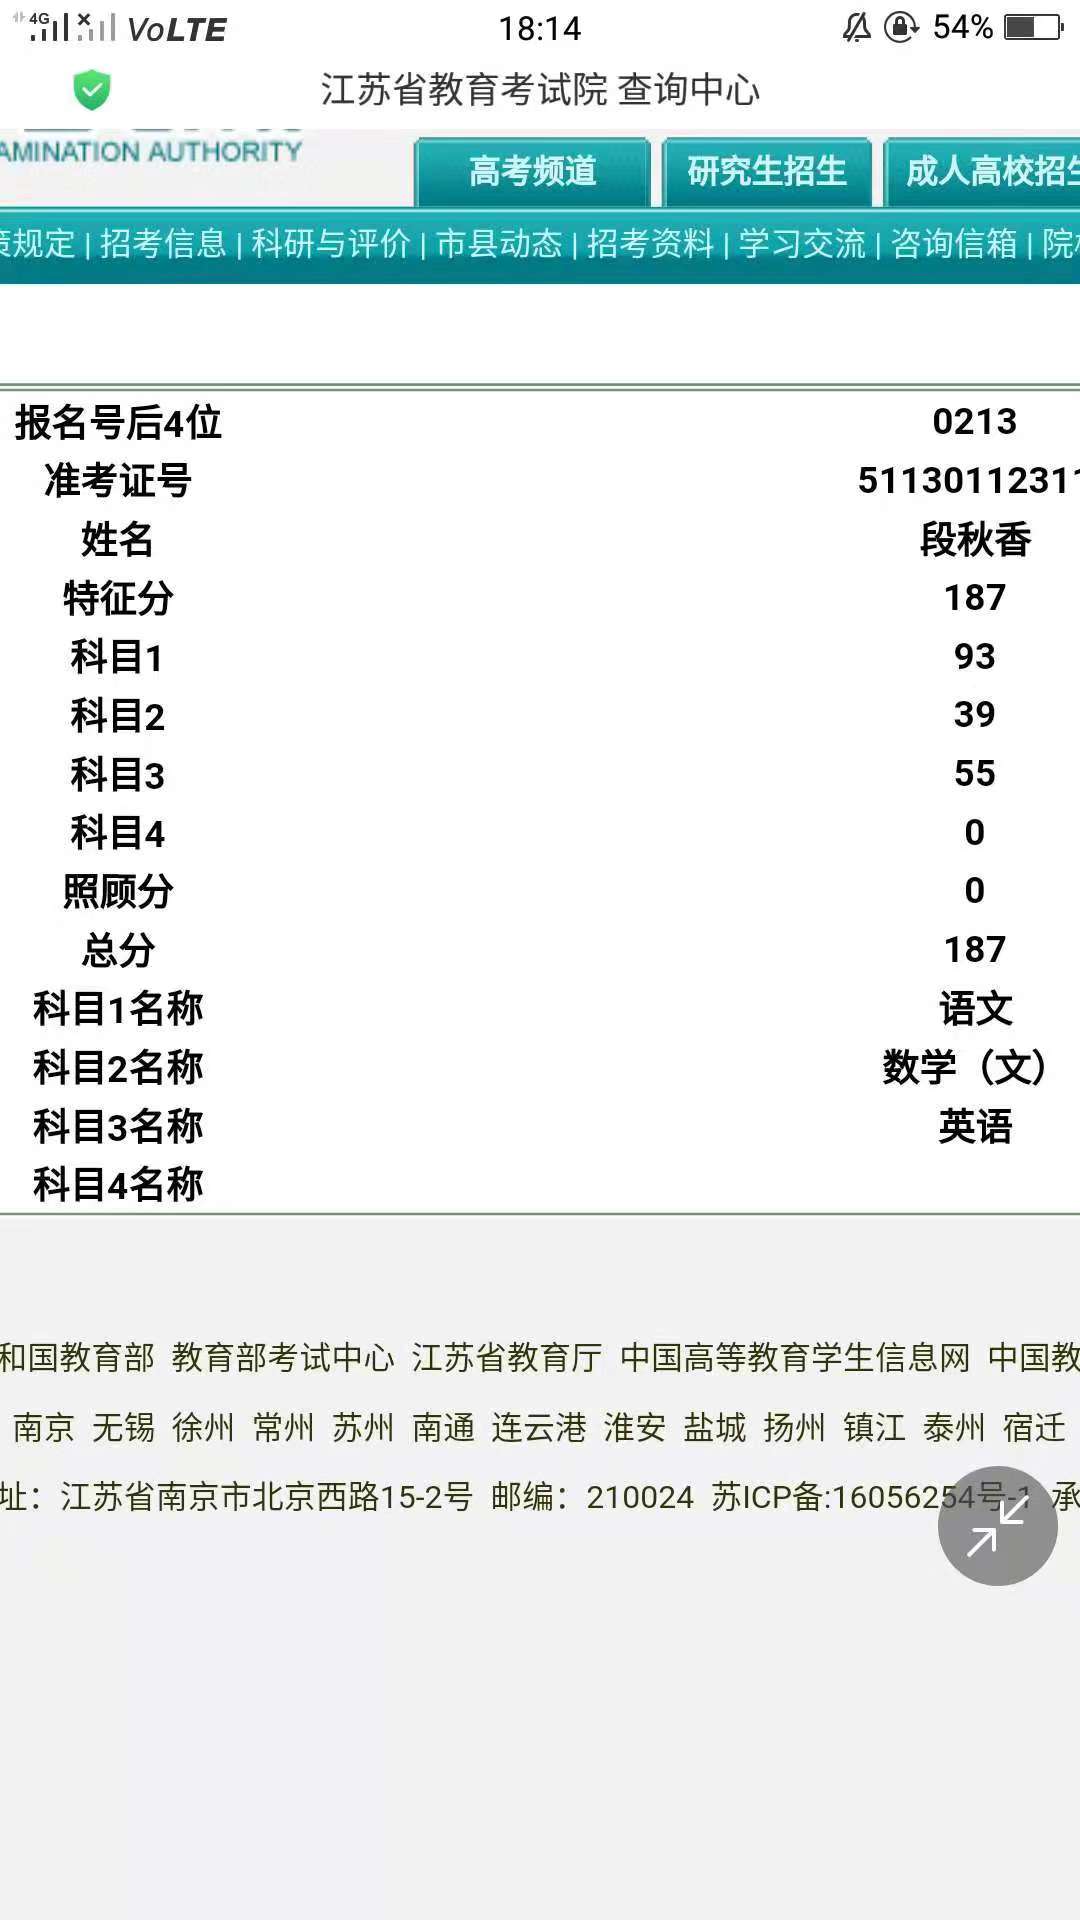 4G VoLTE 18:14 54%
江苏省教育考试院 查询中心
AMINATION AUTHORITY
高考频道 研究生招生 成人高校招生
策规定 | 招考信息 | 科研与评价 | 市县动态 | 招考资料 | 学习交流 | 咨询信箱 | 院
报名号后4位 0213
准考证号 51130112311
姓名 段秋香
特征分 187
科目1 93
科目2 39
科目3 55
科目4 0
照顾分 0
总分 187
科目1名称 语文
科目2名称 数学（文）
科目3名称 英语
科目4名称
和国教育部 教育部考试中心 江苏省教育厅 中国高等教育学生信息网 中国教
南京 无锡 徐州 常州 苏州 南通 连云港 淮安 盐城 扬州 镇江 泰州 宿迁
址：江苏省南京市北京西路15-2号 邮编：210024 苏ICP备:16056254号-1 承